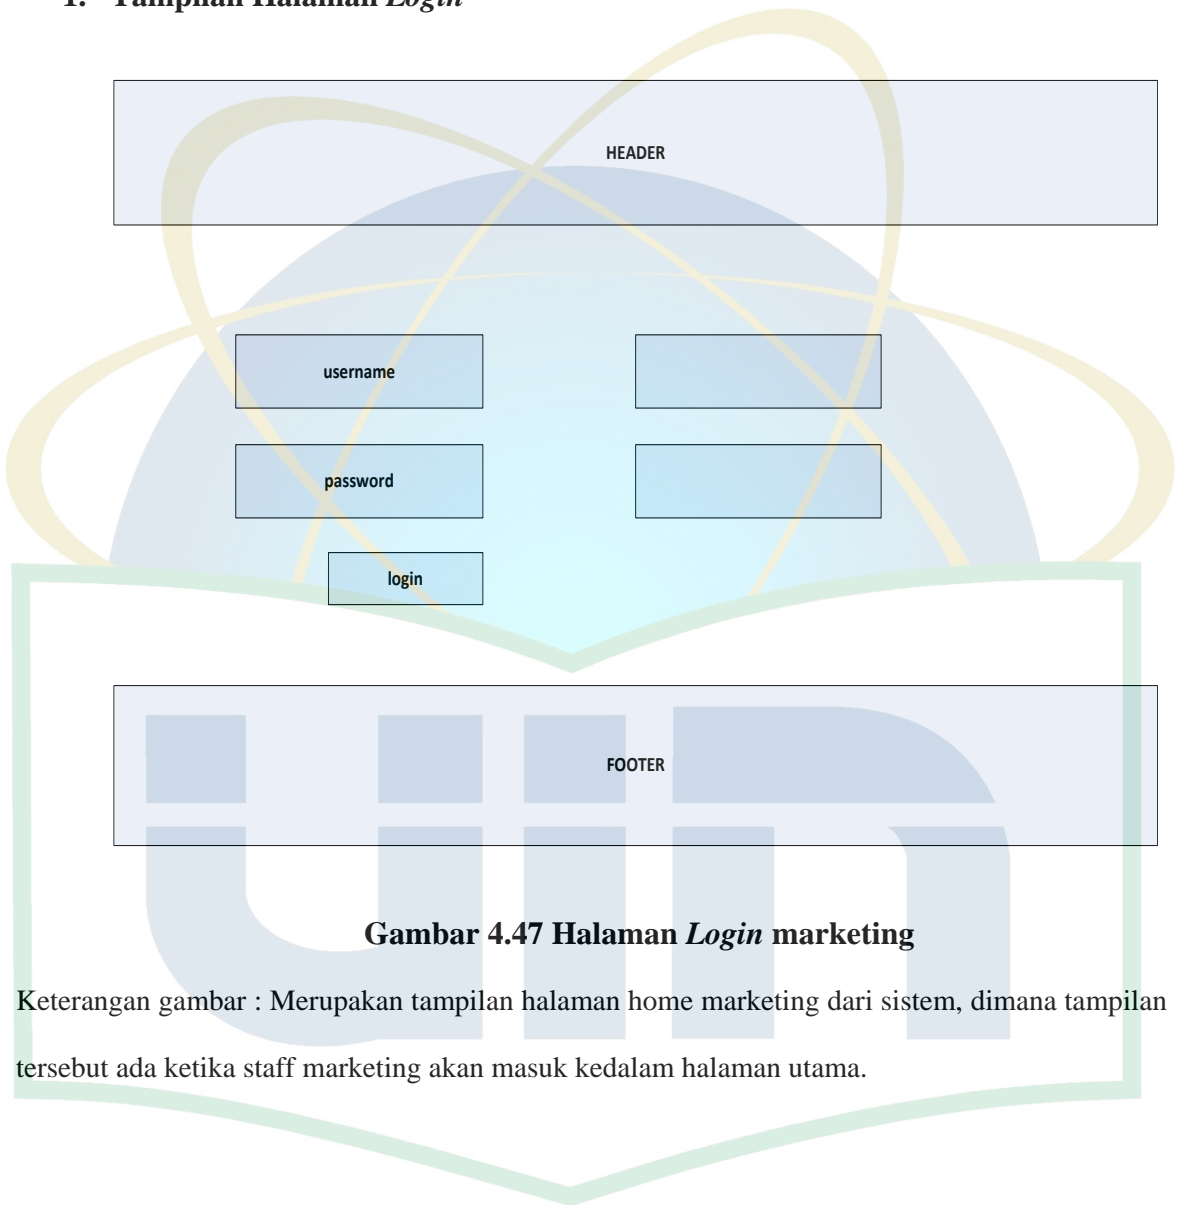 1. Tampilan Halaman Login
HEADER
username
password
login
FOOTER
Gambar 4.47 Halaman Login marketing
Keterangan gambar : Merupakan tampilan halaman home marketing dari sistem, dimana tampilan
tersebut ada ketika staff marketing akan masuk kedalam halaman utama.
uin